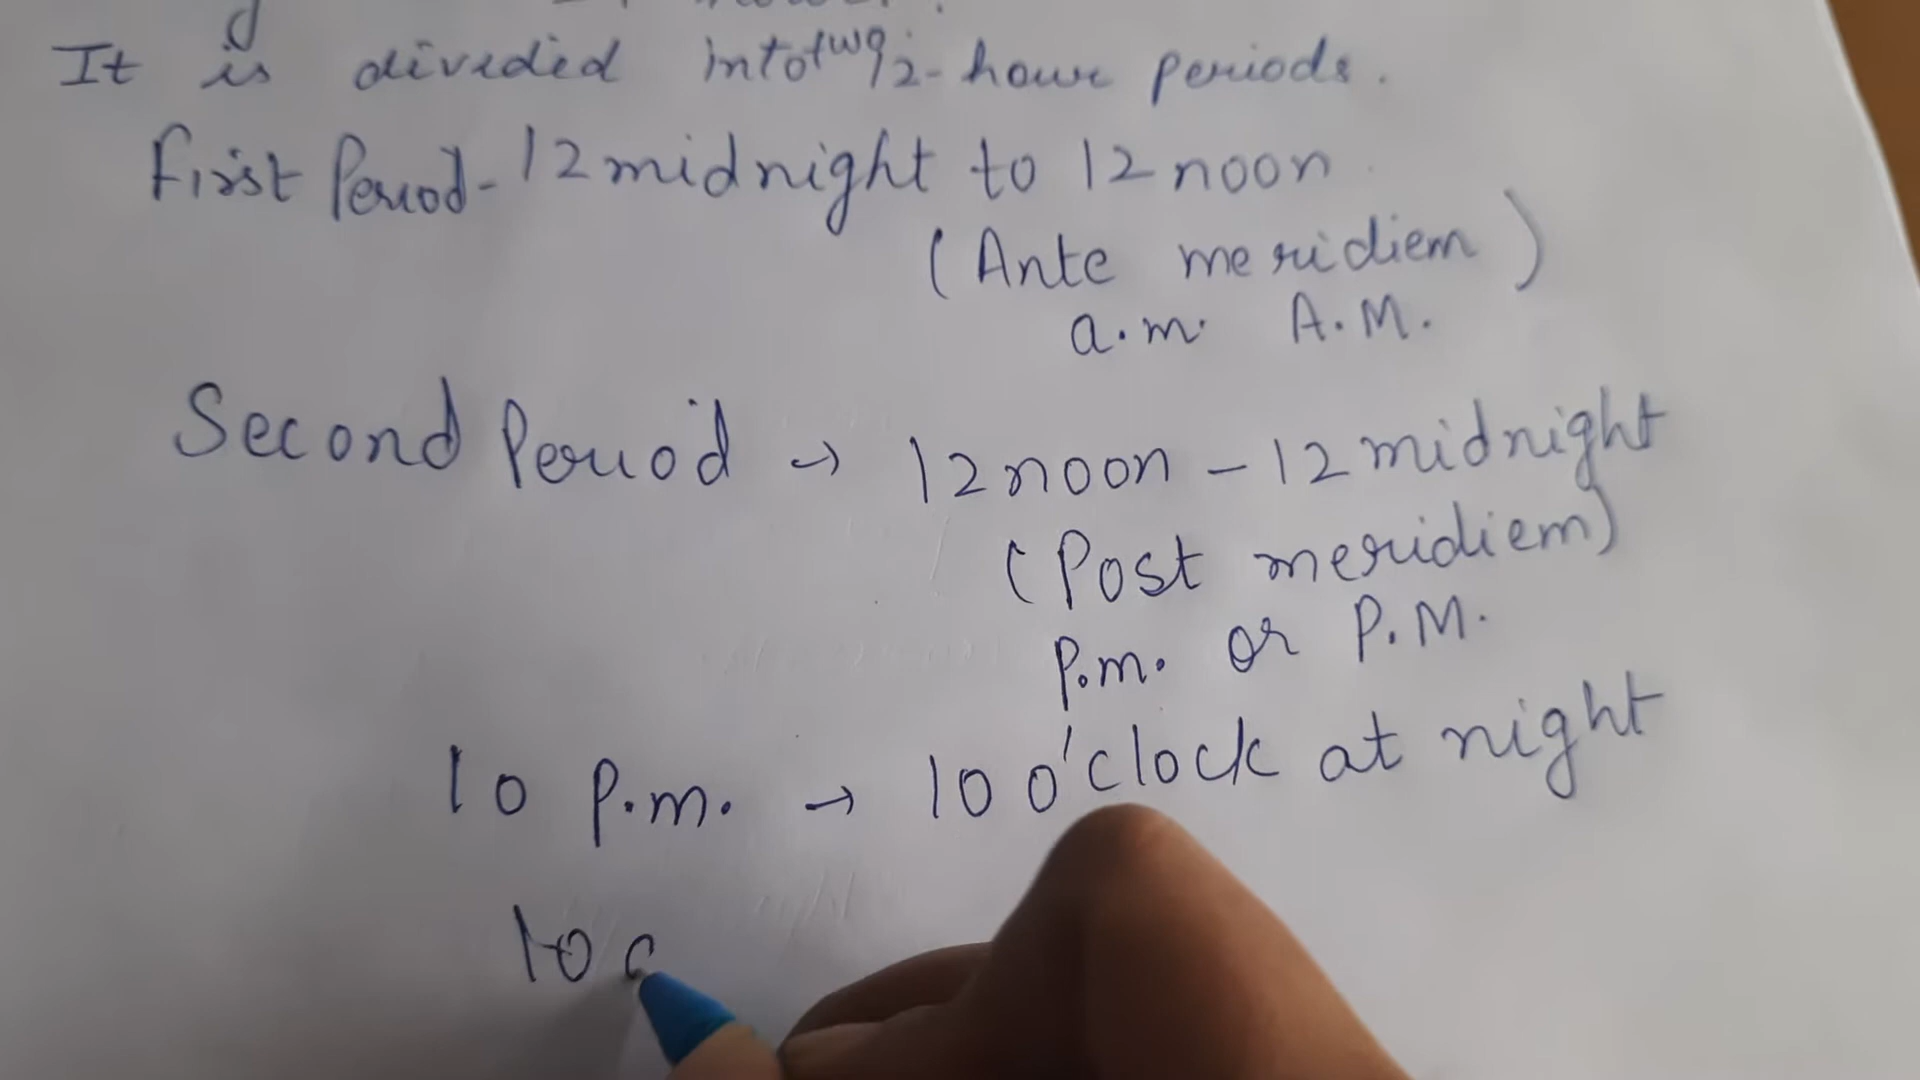 It is divided into two 12-hour periods.
First Period - 12 midnight to 12 noon
(Ante meridiem)
a.m. A.M.
Second Period → 12 noon - 12 midnight
(Post meridiem)
P.m. or P.M.
10 P.m. → 10 o'clock at night
10 a